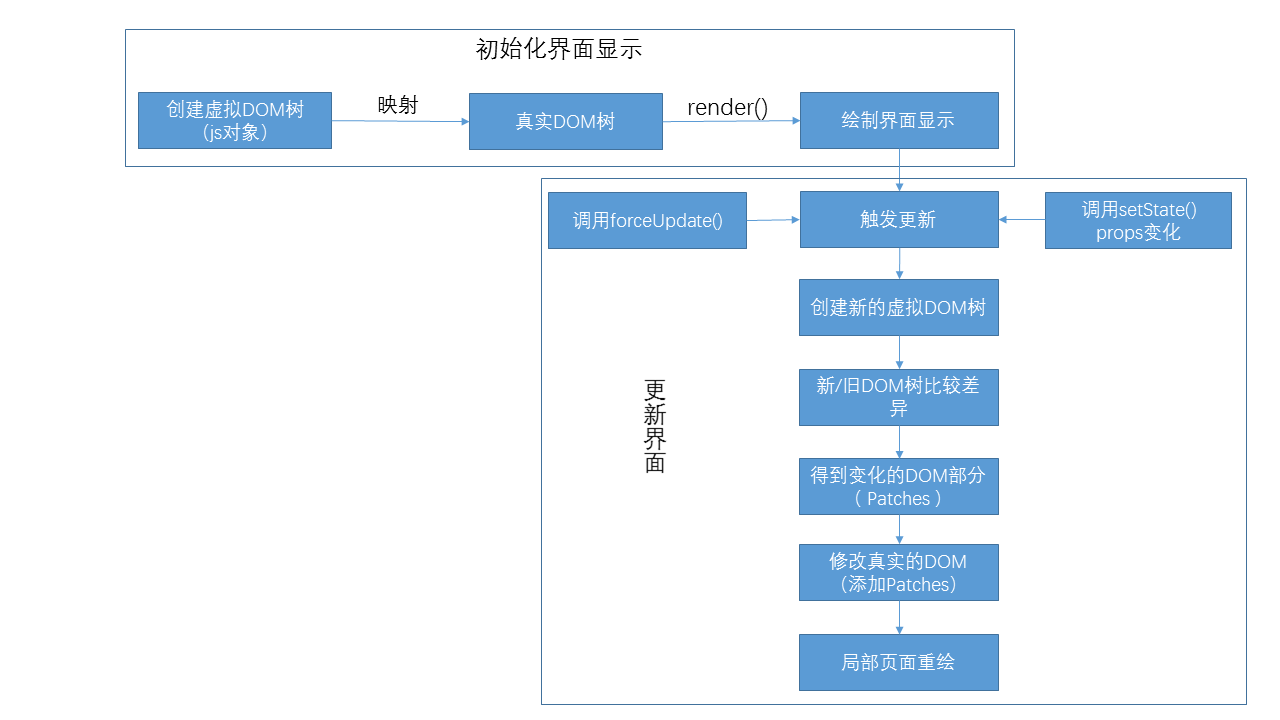 初始化界面显示
创建虚拟DOM树
（js对象）
映射
真实DOM树
render()
绘制界面显示
调用forceUpdate()
触发更新
调用setState()
props变化
创建新的虚拟DOM树
新/旧DOM树比较差
异
更
新
界
面
得到变化的DOM部分
（ Patches ）
修改真实的DOM
（添加Patches）
局部页面重绘